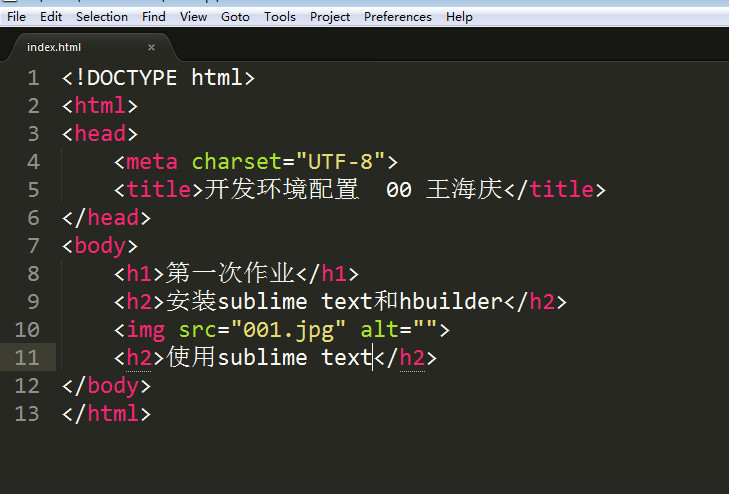 File Edit Selection Find View Goto Tools Project Preferences Help
index.html ×
1 <!DOCTYPE html>
2 <html>
3 <head>
4 <meta charset="UTF-8">
5 <title>开发环境配置  00 王海庆</title>
6 </head>
7 <body>
8 <h1>第一次作业</h1>
9 <h2>安装sublime text和hbuilder</h2>
10 <img src="001.jpg" alt="">
11 <h2>使用sublime text</h2>
12 </body>
13 </html>